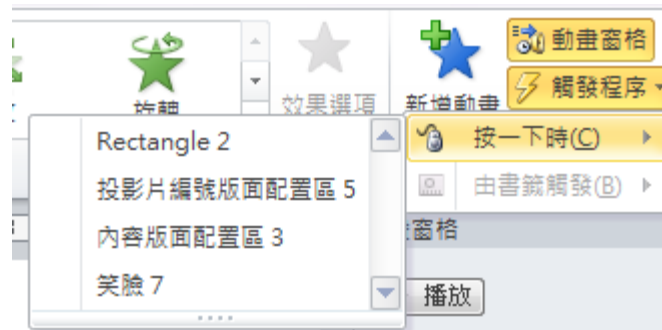 動畫窗格
觸發程序
旋轉
效果選項
新增動畫
Rectangle 2
按一下時(C)
投影片編號版面配置區 5
由書籤觸發(B)
內容版面配置區 3
窗格
笑臉 7
播放